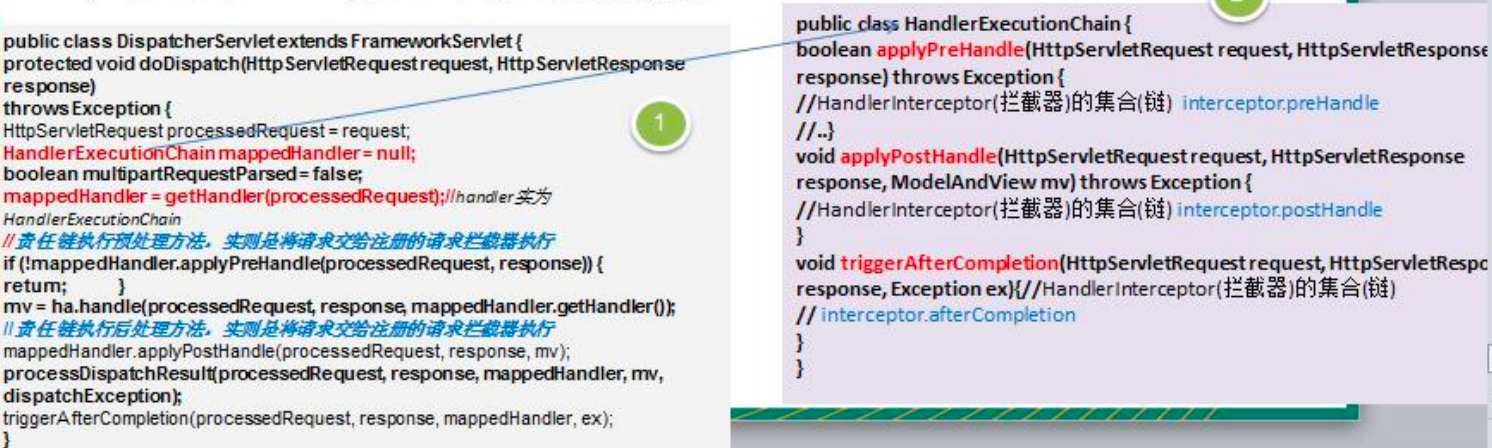 public class DispatcherServlet extends FrameworkServlet {
protected void doDispatch(HttpServletRequest request, HttpServletResponse
response)
throws Exception {
HttpServletRequest processedRequest = request;
HandlerExecutionChain mappedHandler = null;
boolean multipartRequestParsed = false;
mappedHandler = getHandler(processedRequest);//handler实为
HandlerExecutionChain
//责任链执行预处理方法，实则是将请求交给注册的请求拦截器执行
if (!mappedHandler.applyPreHandle(processedRequest, response)) {
return; }
mv = ha.handle(processedRequest, response, mappedHandler.getHandler());
//责任链执行后处理方法，实则是将请求交给注册的请求拦截器执行
mappedHandler.applyPostHandle(processedRequest, response, mv);
processDispatchResult(processedRequest, response, mappedHandler, mv,
dispatchException);
triggerAfterCompletion(processedRequest, response, mappedHandler, ex);
}
1
public class HandlerExecutionChain {
boolean applyPreHandle(HttpServletRequest request, HttpServletResponse
response) throws Exception {
//HandlerInterceptor(拦截器)的集合(链) interceptor.preHandle
//..}
void applyPostHandle(HttpServletRequest request, HttpServletResponse
response, ModelAndView mv) throws Exception {
//HandlerInterceptor(拦截器)的集合(链) interceptor.postHandle
}
void triggerAfterCompletion(HttpServletRequest request, HttpServletRespo
response, Exception ex){//HandlerInterceptor(拦截器)的集合(链)
// interceptor.afterCompletion
}
}